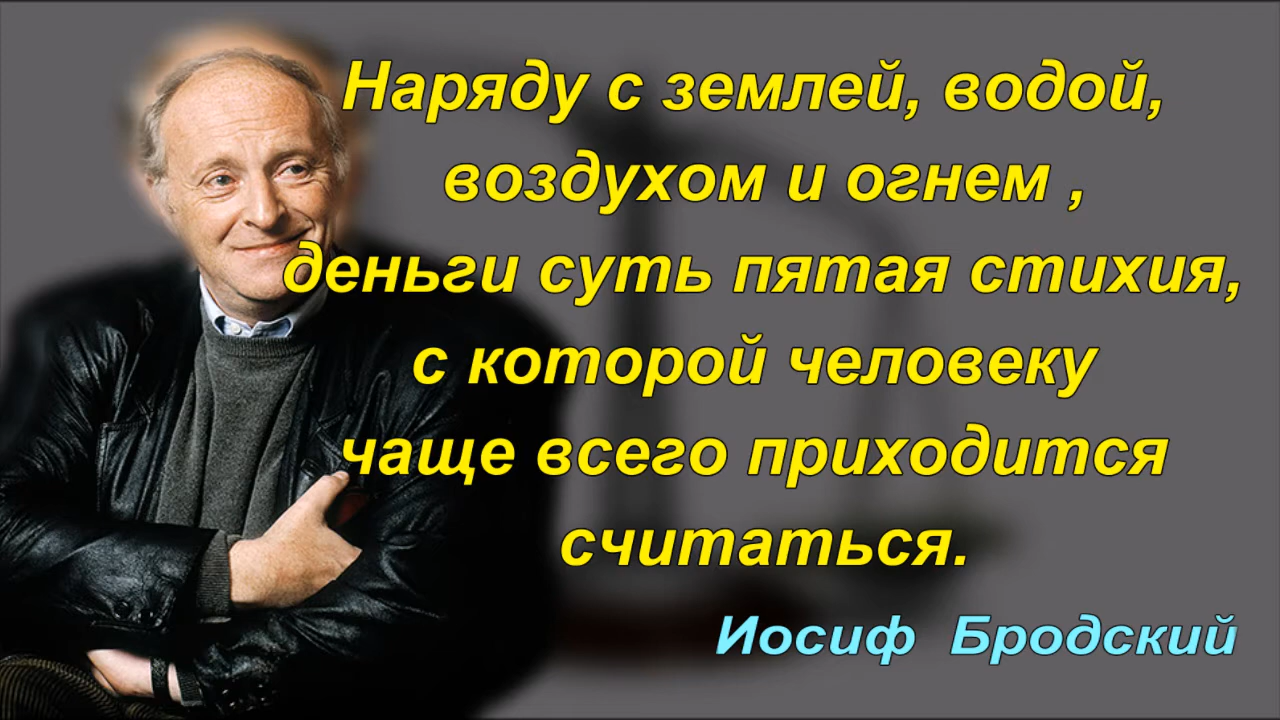 Наряду с землей, водой,
воздухом и огнем ,
деньги суть пятая стихия,
с которой человеку
чаще всего приходится
считаться.
Иосиф Бродский